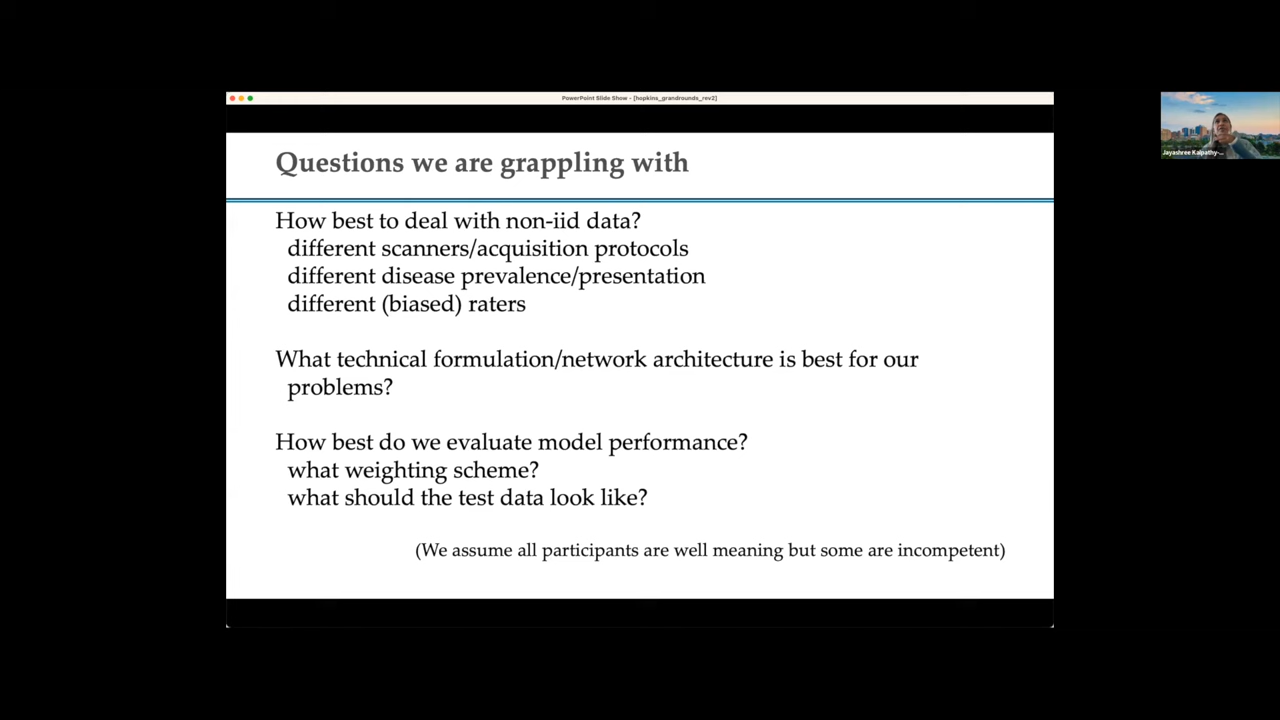 PowerPoint Slide Show - [hopkins_grandrounds_rev2]
Questions we are grappling with
How best to deal with non-iid data?
different scanners/acquisition protocols
different disease prevalence/presentation
different (biased) raters
What technical formulation/network architecture is best for our
problems?
How best do we evaluate model performance?
what weighting scheme?
what should the test data look like?
(We assume all participants are well meaning but some are incompetent)
Jayashree Kalpathy-...